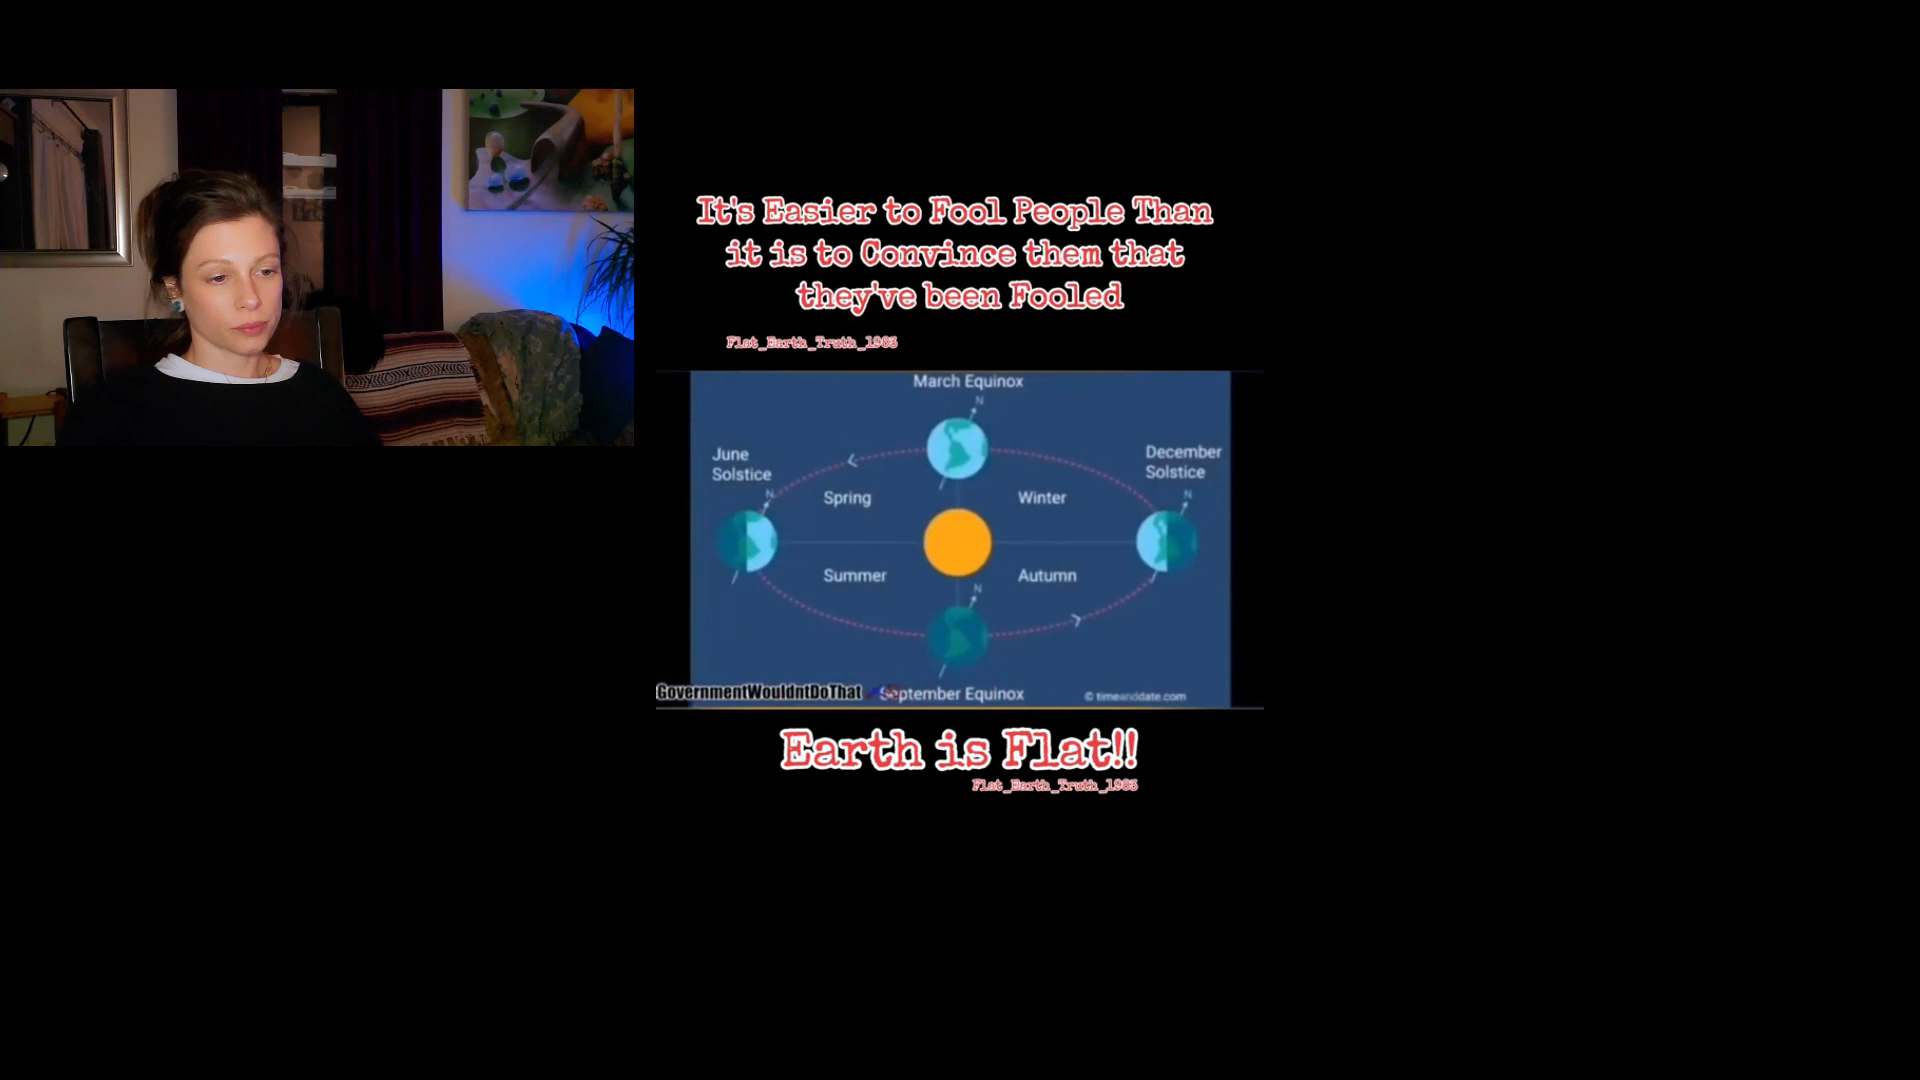 It's Easier to Fool People Than
it is to Convince them that
they've been Fooled
Flat_Earth_Truth_1983
March Equinox
N
June
Solstice
December
Solstice
N
N
Spring
Winter
Summer
Autumn
N
GovernmentWouldntDoThat
September Equinox
© timeanddate.com
Earth is Flat!!
Flat_Earth_Truth_1983